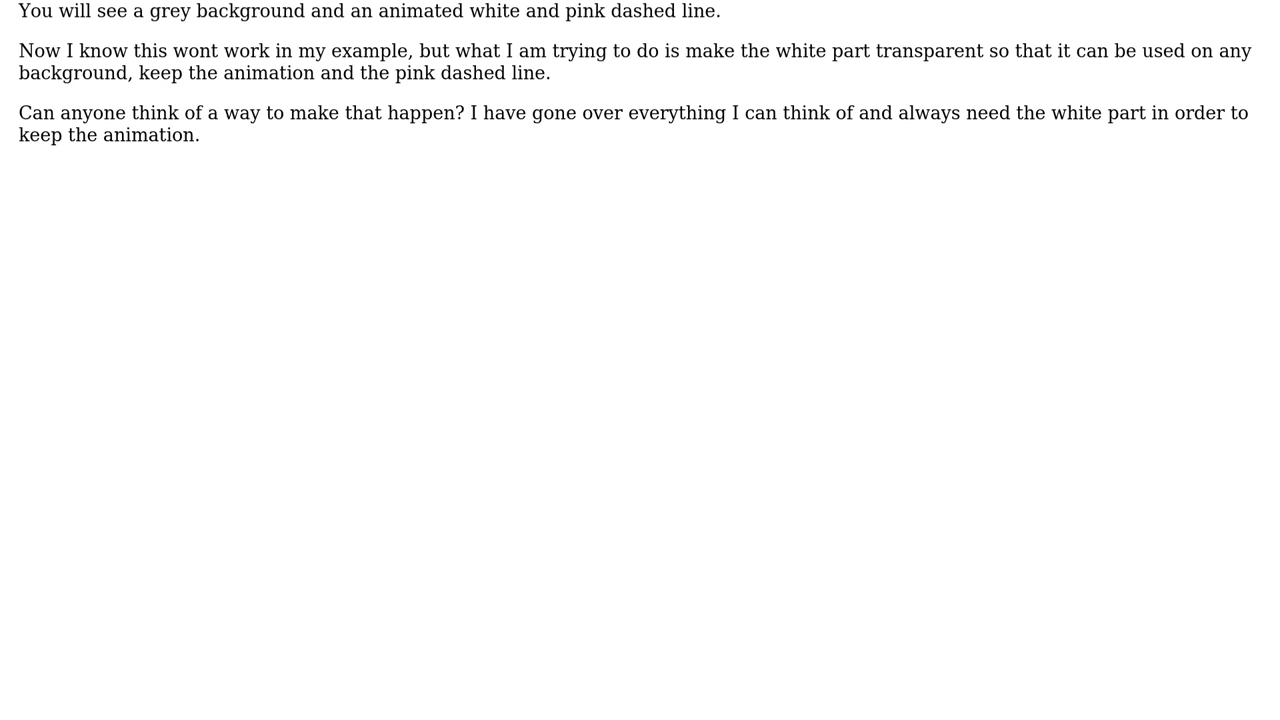 You will see a grey background and an animated white and pink dashed line.
Now I know this wont work in my example, but what I am trying to do is make the white part transparent so that it can be used on any
background, keep the animation and the pink dashed line.
Can anyone think of a way to make that happen? I have gone over everything I can think of and always need the white part in order to
keep the animation.